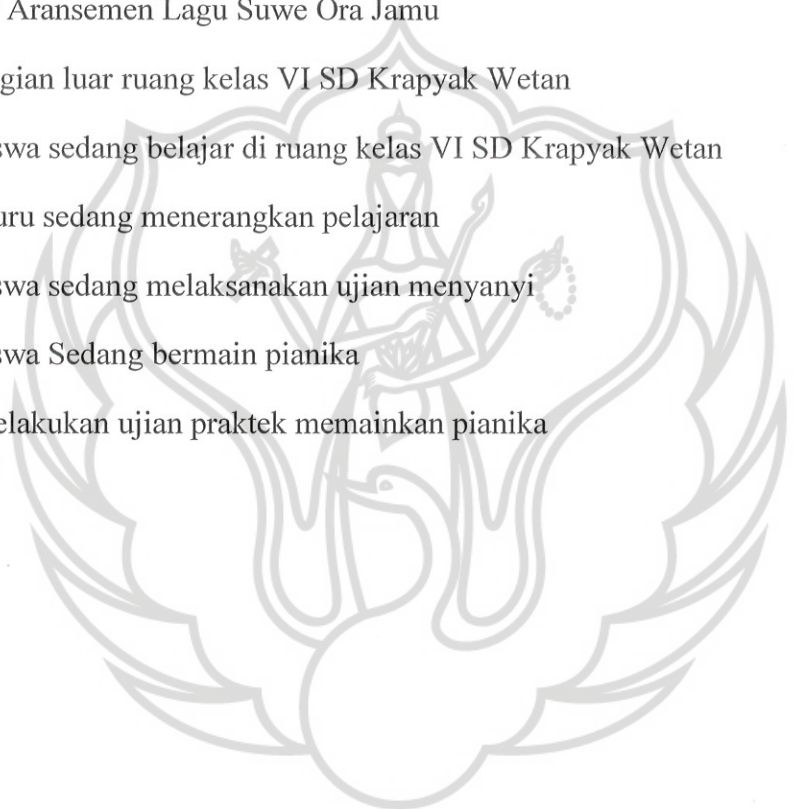 Aransemen Lagu Suwe Ora Jamu
gian luar ruang kelas VI SD Krapyak Wetan
swa sedang belajar di ruang kelas VI SD Krapyak Wetan
uru sedang menerangkan pelajaran
swa sedang melaksanakan ujian menyanyi
swa Sedang bermain pianika
elakukan ujian praktek memainkan pianika